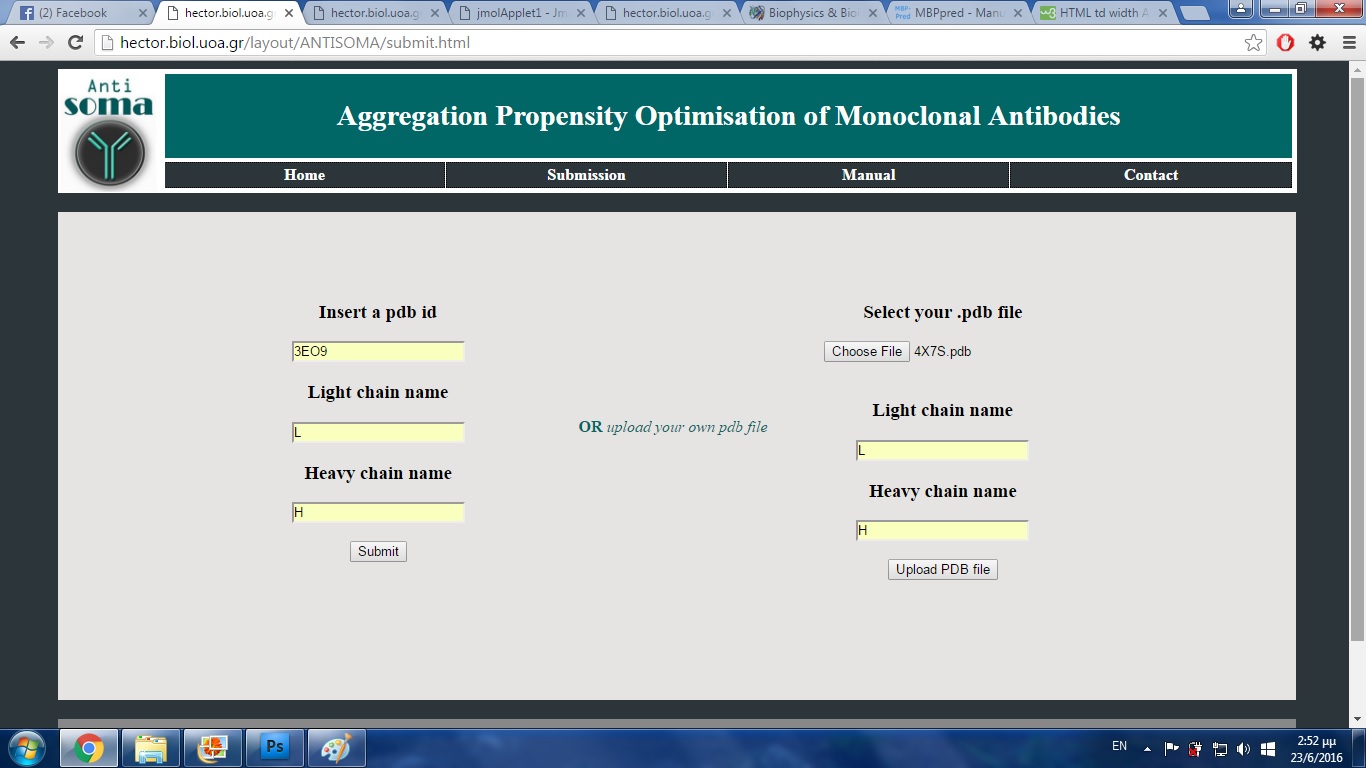 (2) Facebook
hector.biol.uoa.g
hector.biol.uoa.g
jmolApplet1 - Jm
hector.biol.uoa.g
Biophysics & Bio
MBPpred - Manu
HTML td width A
hector.biol.uoa.gr/layout/ANTISOMA/submit.html
Anti
soma
Aggregation Propensity Optimisation of Monoclonal Antibodies
Home
Submission
Manual
Contact
Insert a pdb id
3EO9
Light chain name
L
Heavy chain name
H
Submit
OR upload your own pdb file
Select your .pdb file
Choose File 4X7S.pdb
Light chain name
L
Heavy chain name
H
Upload PDB file
Ps
EN
2:52 μμ
23/6/2016